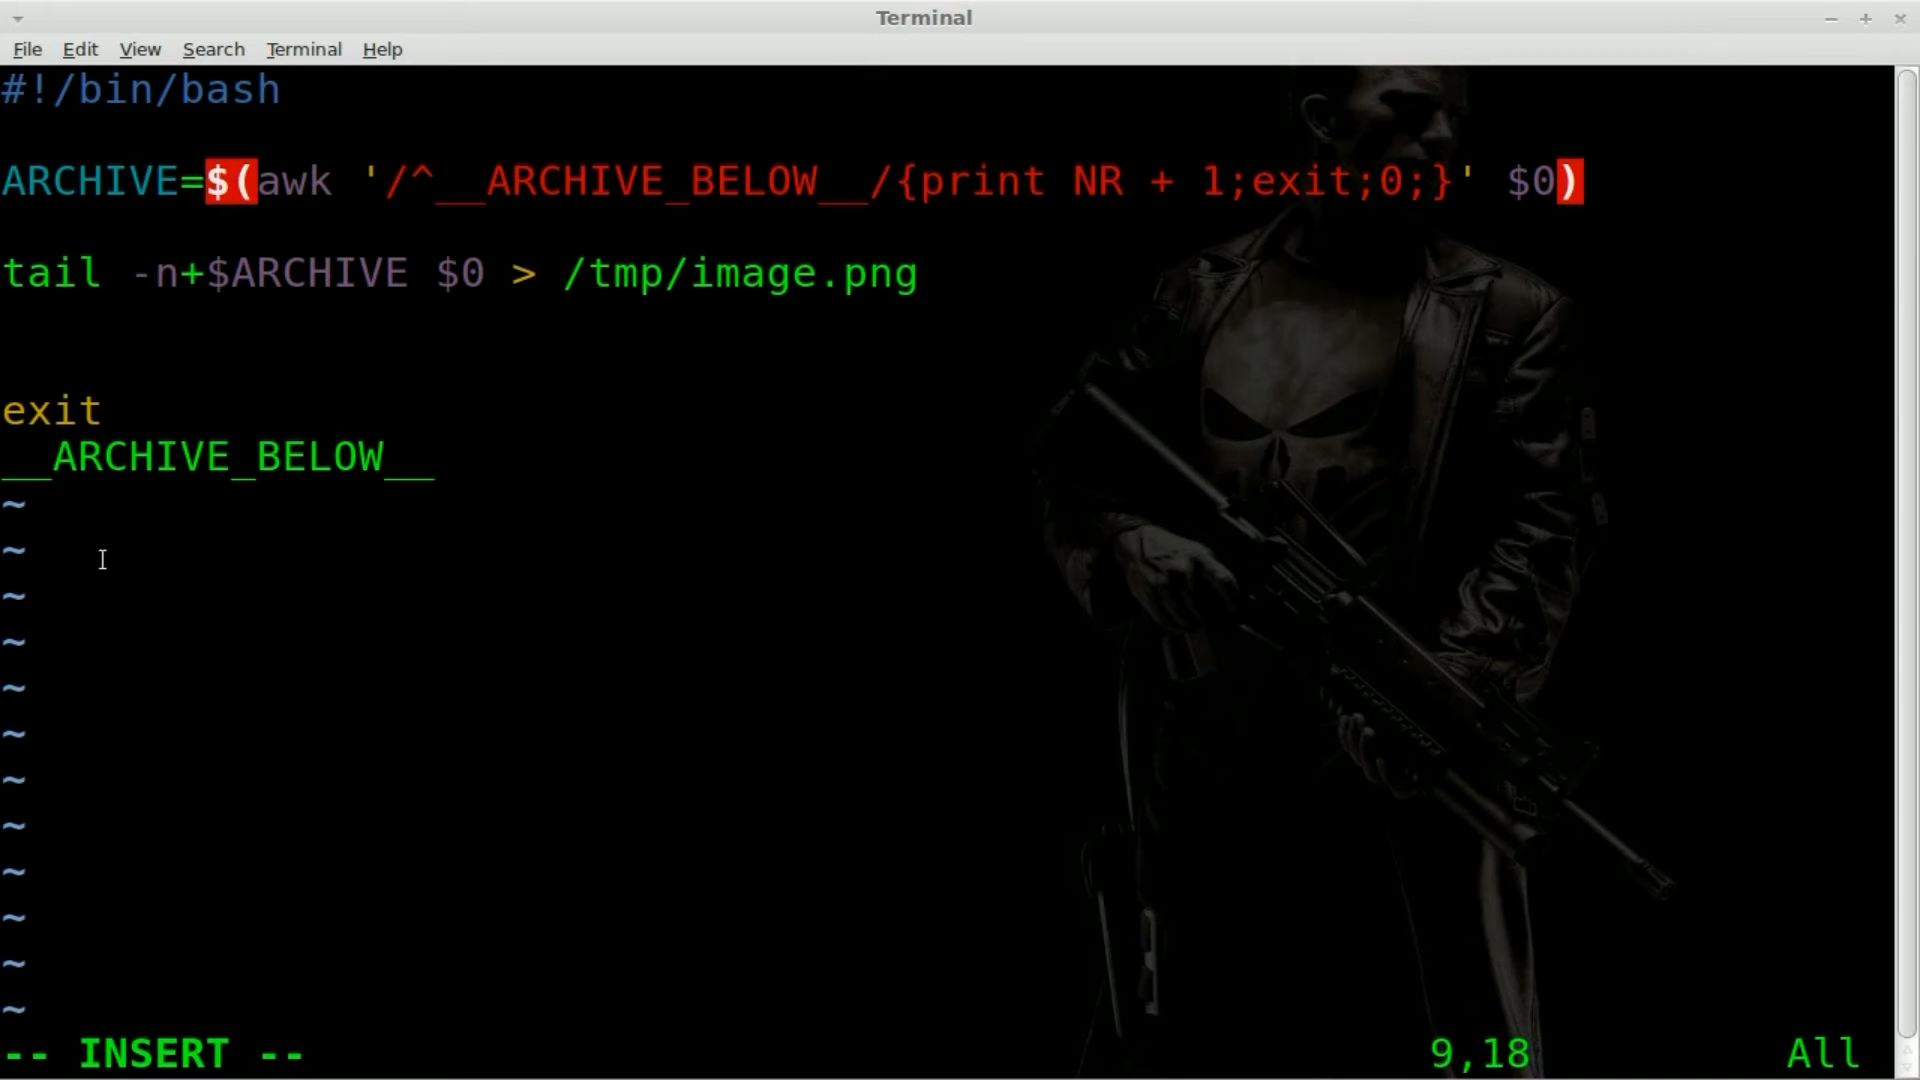 Terminal
File Edit View Search Terminal Help
#!/bin/bash
ARCHIVE=$(awk '/^__ARCHIVE_BELOW__/{print NR + 1;exit;0;}' $0)
tail -n+$ARCHIVE $0 > /tmp/image.png
exit
__ARCHIVE_BELOW__
~
~
~
~
~
~
~
~
~
~
~
~
-- INSERT -- 9,18 All